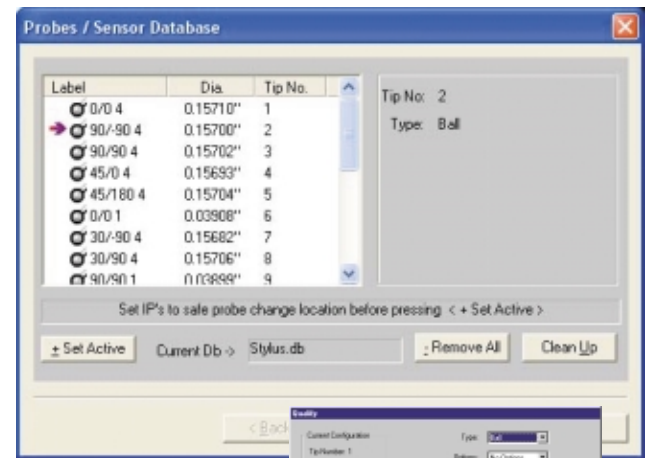 Probes / Sensor Database
Label Dia. Tip No.
0/0 4 0.15710" 1
90/-90 4 0.15700" 2
90/90 4 0.15702" 3
45/0 4 0.15693" 4
45/180 4 0.15704" 5
0/0 1 0.03908" 6
30/-90 4 0.15682" 7
30/90 4 0.15706" 8
90/90 1 0.03899" 9
Tip No: 2
Type: Ball
Set IP's to safe probe change location before pressing < + Set Active >
+ Set Active Current Db -> Stylus.db - Remove All Clean Up
< Back
Qualify
Current Configuration Type: Ball
Tip Number: 1 No Options